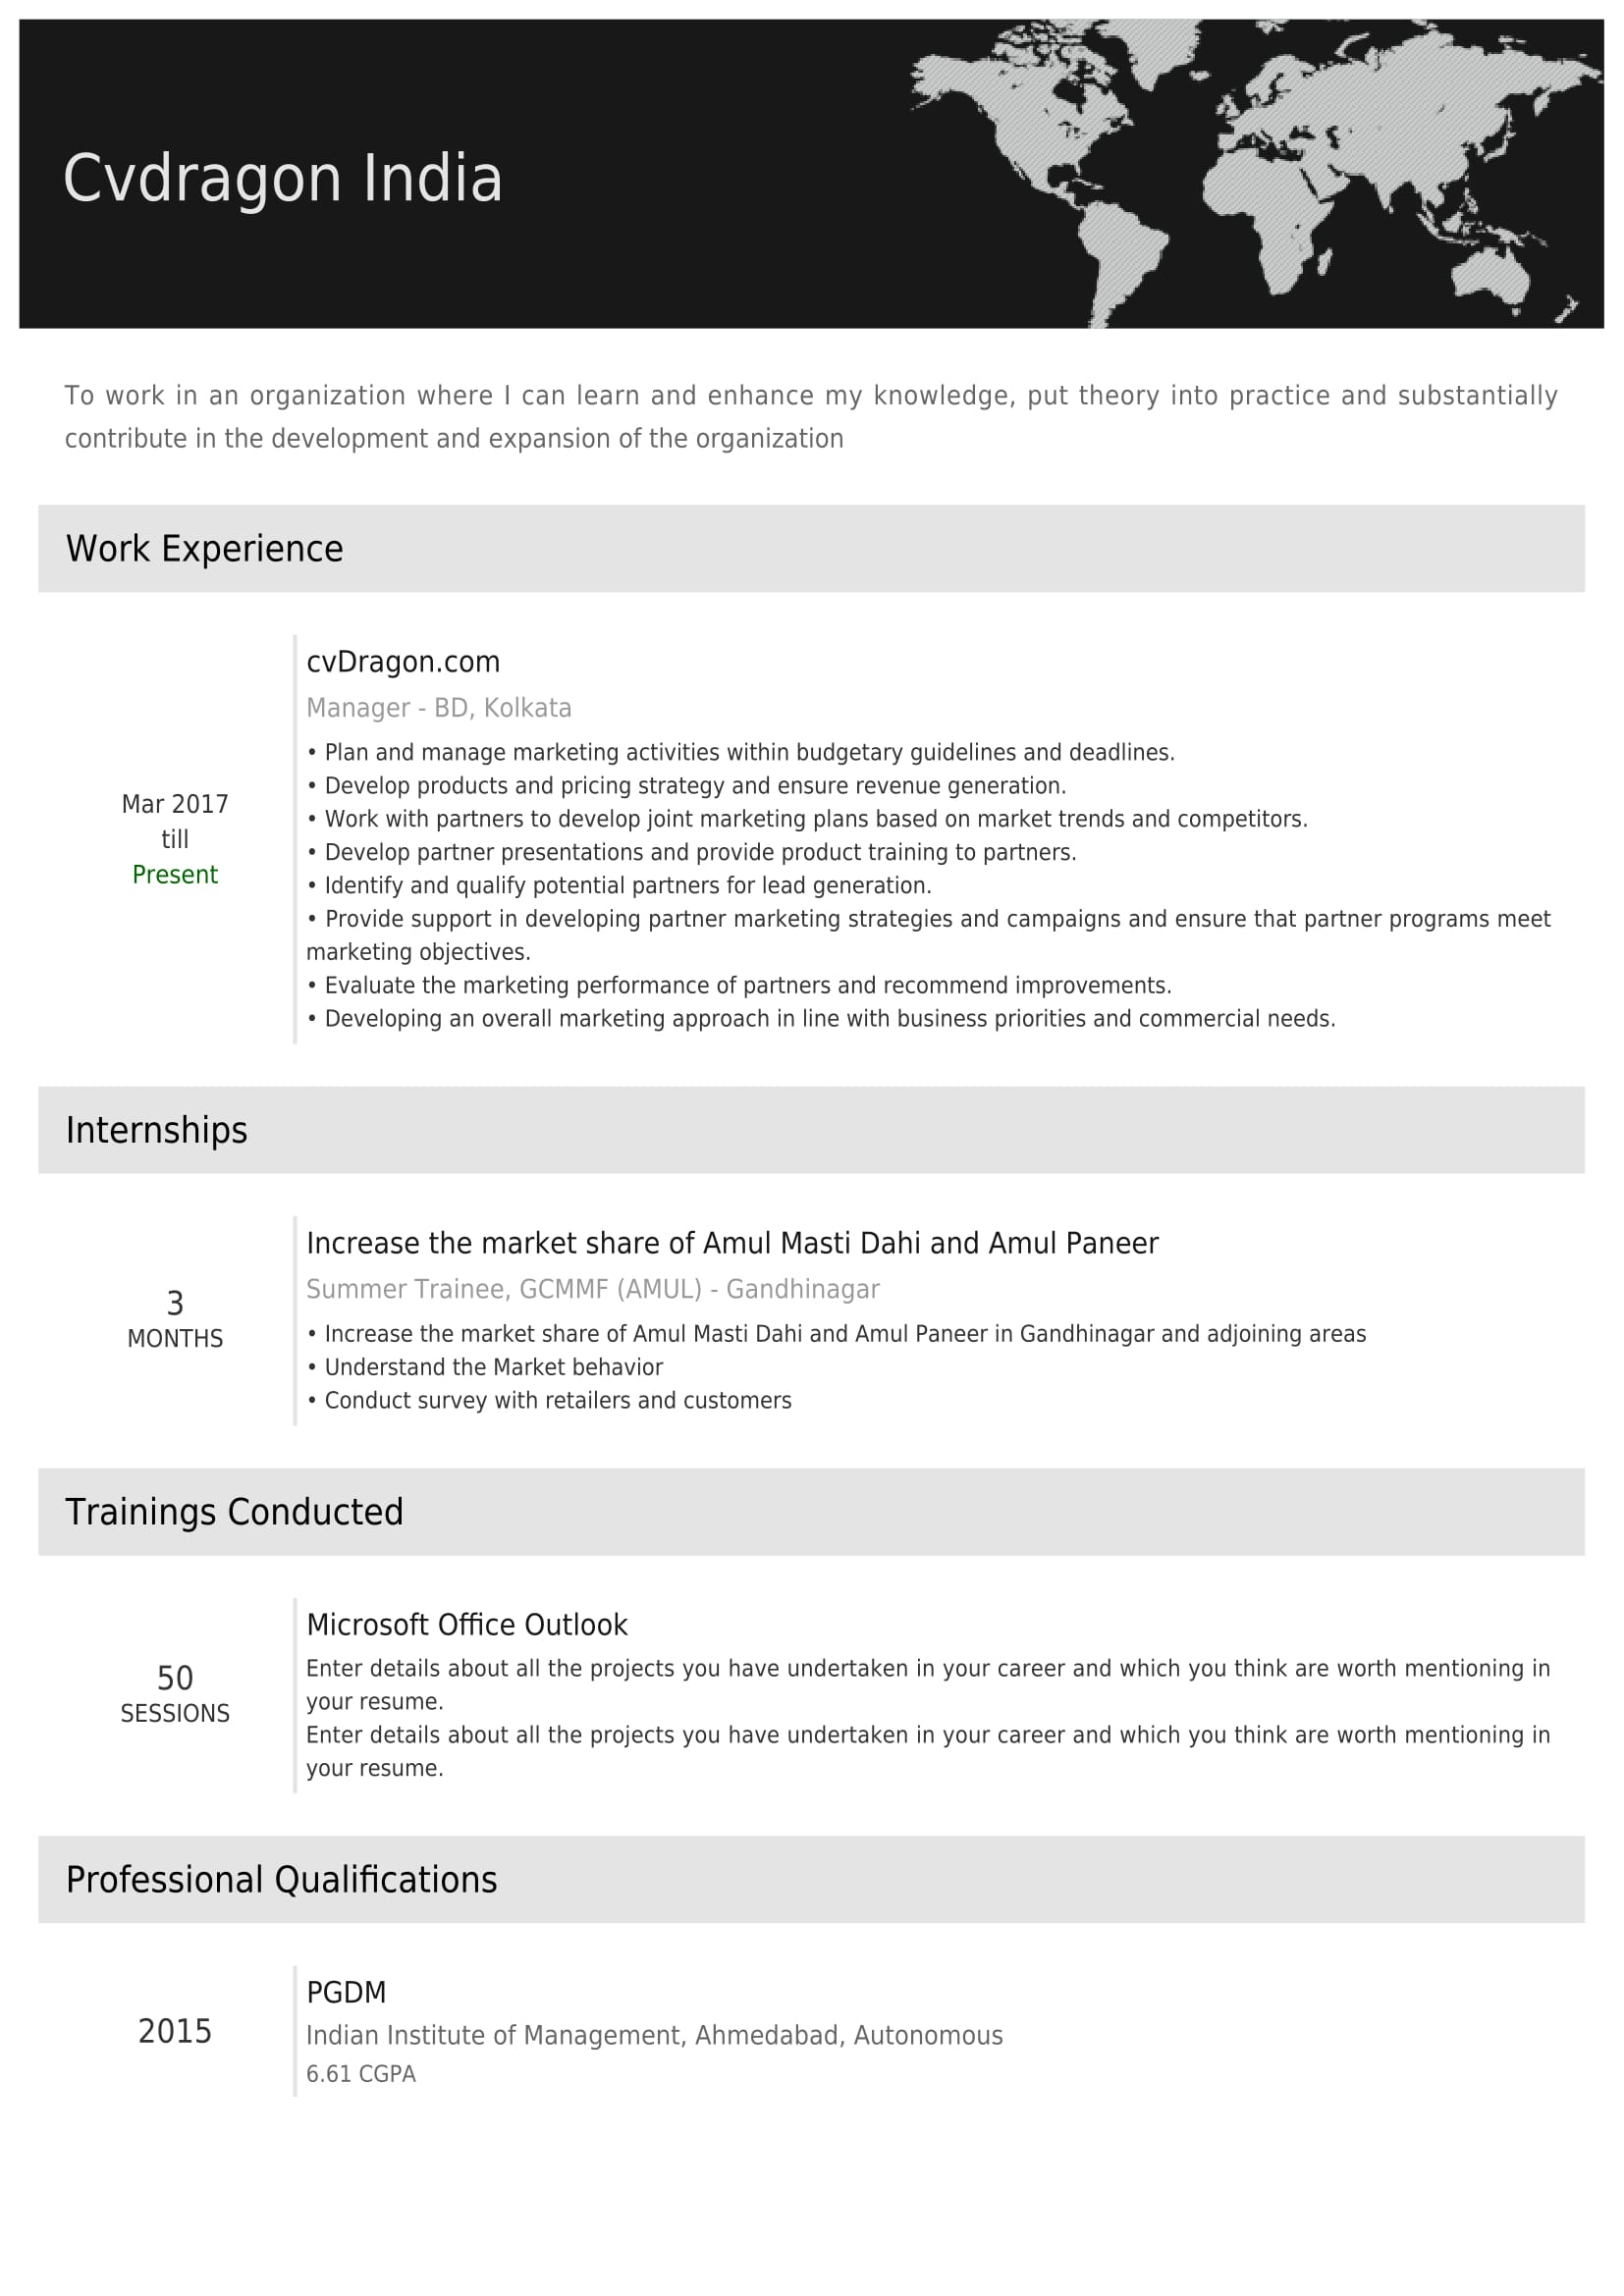 Cvdragon India
To work in an organization where I can learn and enhance my knowledge, put theory into practice and substantially
contribute in the development and expansion of the organization
Work Experience
Mar 2017
till
Present
cvDragon.com
Manager - BD, Kolkata
• Plan and manage marketing activities within budgetary guidelines and deadlines.
• Develop products and pricing strategy and ensure revenue generation.
• Work with partners to develop joint marketing plans based on market trends and competitors.
• Develop partner presentations and provide product training to partners.
• Identify and qualify potential partners for lead generation.
• Provide support in developing partner marketing strategies and campaigns and ensure that partner programs meet
marketing objectives.
• Evaluate the marketing performance of partners and recommend improvements.
• Developing an overall marketing approach in line with business priorities and commercial needs.
Internships
3
MONTHS
Increase the market share of Amul Masti Dahi and Amul Paneer
Summer Trainee, GCMMF (AMUL) - Gandhinagar
• Increase the market share of Amul Masti Dahi and Amul Paneer in Gandhinagar and adjoining areas
• Understand the Market behavior
• Conduct survey with retailers and customers
Trainings Conducted
50
SESSIONS
Microsoft Office Outlook
Enter details about all the projects you have undertaken in your career and which you think are worth mentioning in
your resume.
Enter details about all the projects you have undertaken in your career and which you think are worth mentioning in
your resume.
Professional Qualifications
2015
PGDM
Indian Institute of Management, Ahmedabad, Autonomous
6.61 CGPA